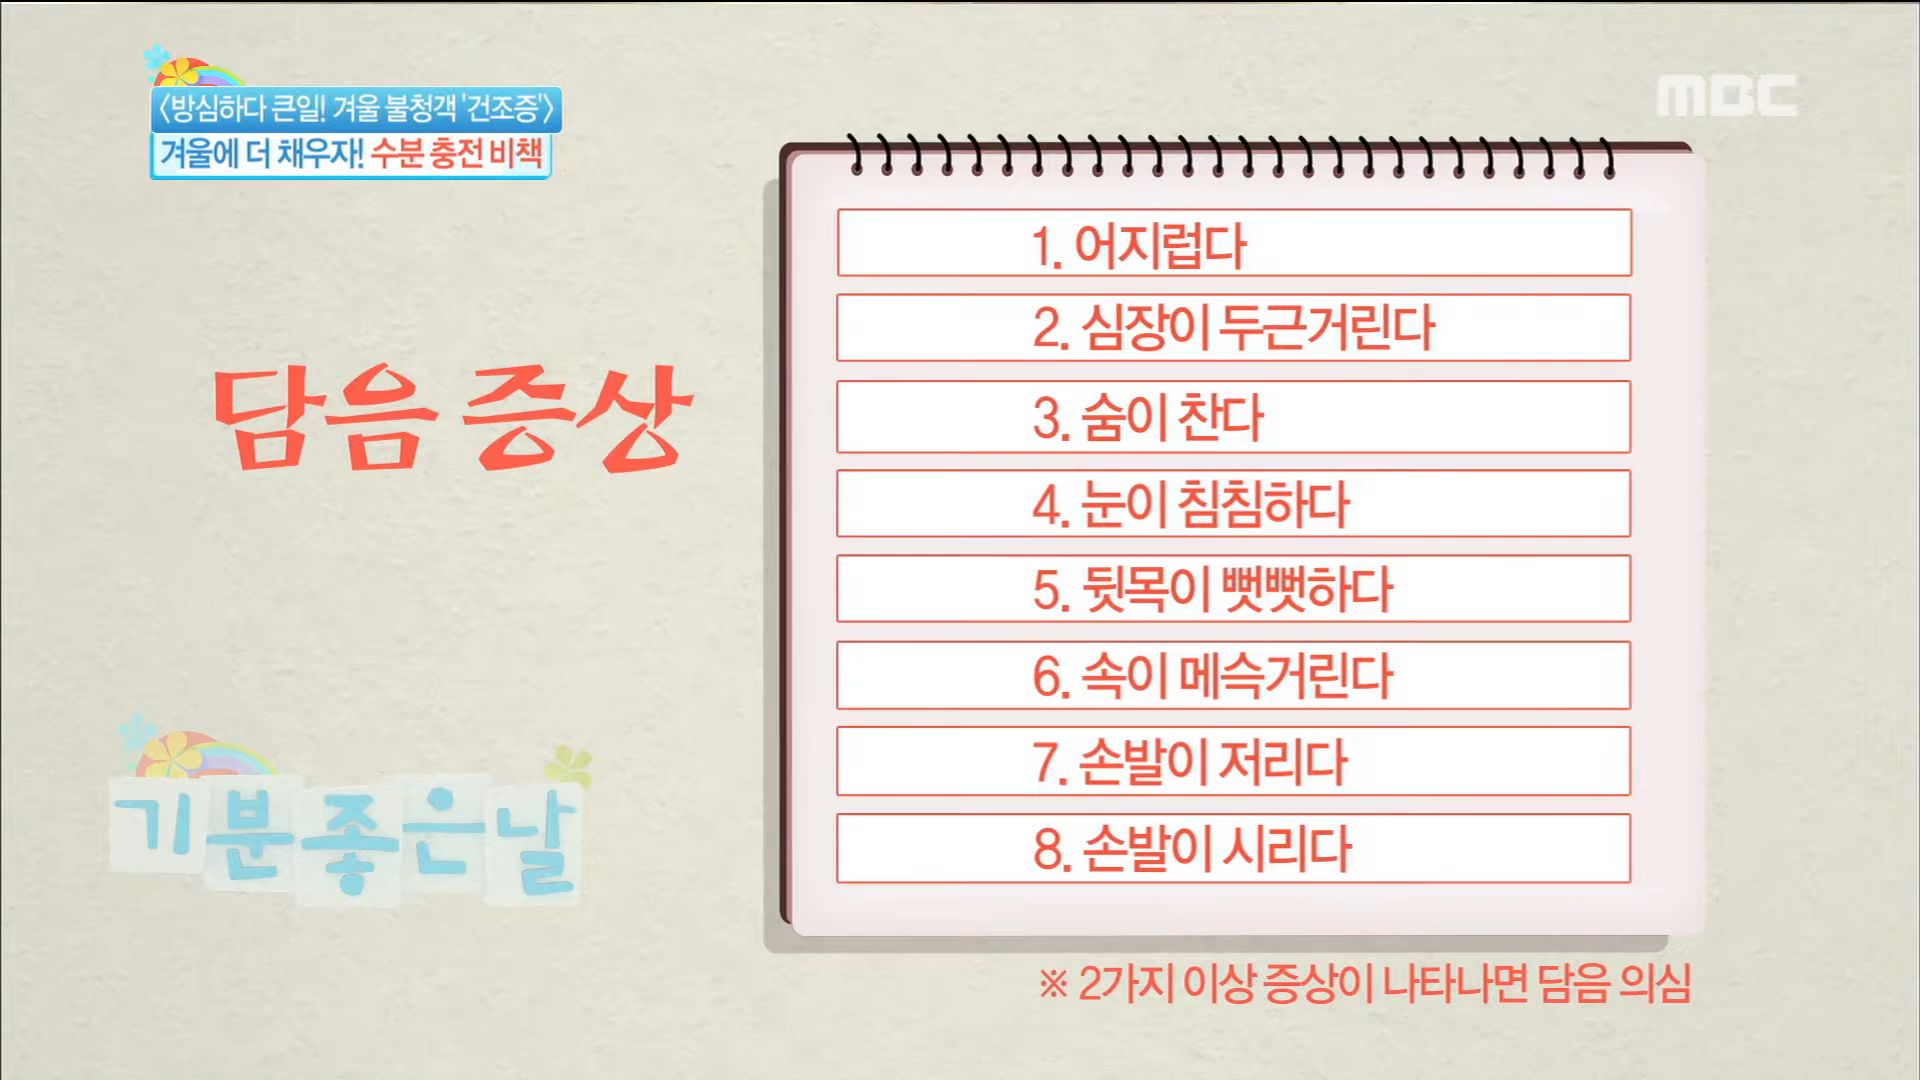 <방심하다 큰일! 겨울 불청객 '건조증'>
겨울에 더 채우자! 수분 충전 비책
MBC
담음 증상
1. 어지럽다
2. 심장이 두근거린다
3. 숨이 찬다
4. 눈이 침침하다
5. 뒷목이 뻣뻣하다
6. 속이 메슥거린다
7. 손발이 저리다
8. 손발이 시리다
※ 2가지 이상 증상이 나타나면 담음 의심
기분 좋은 날